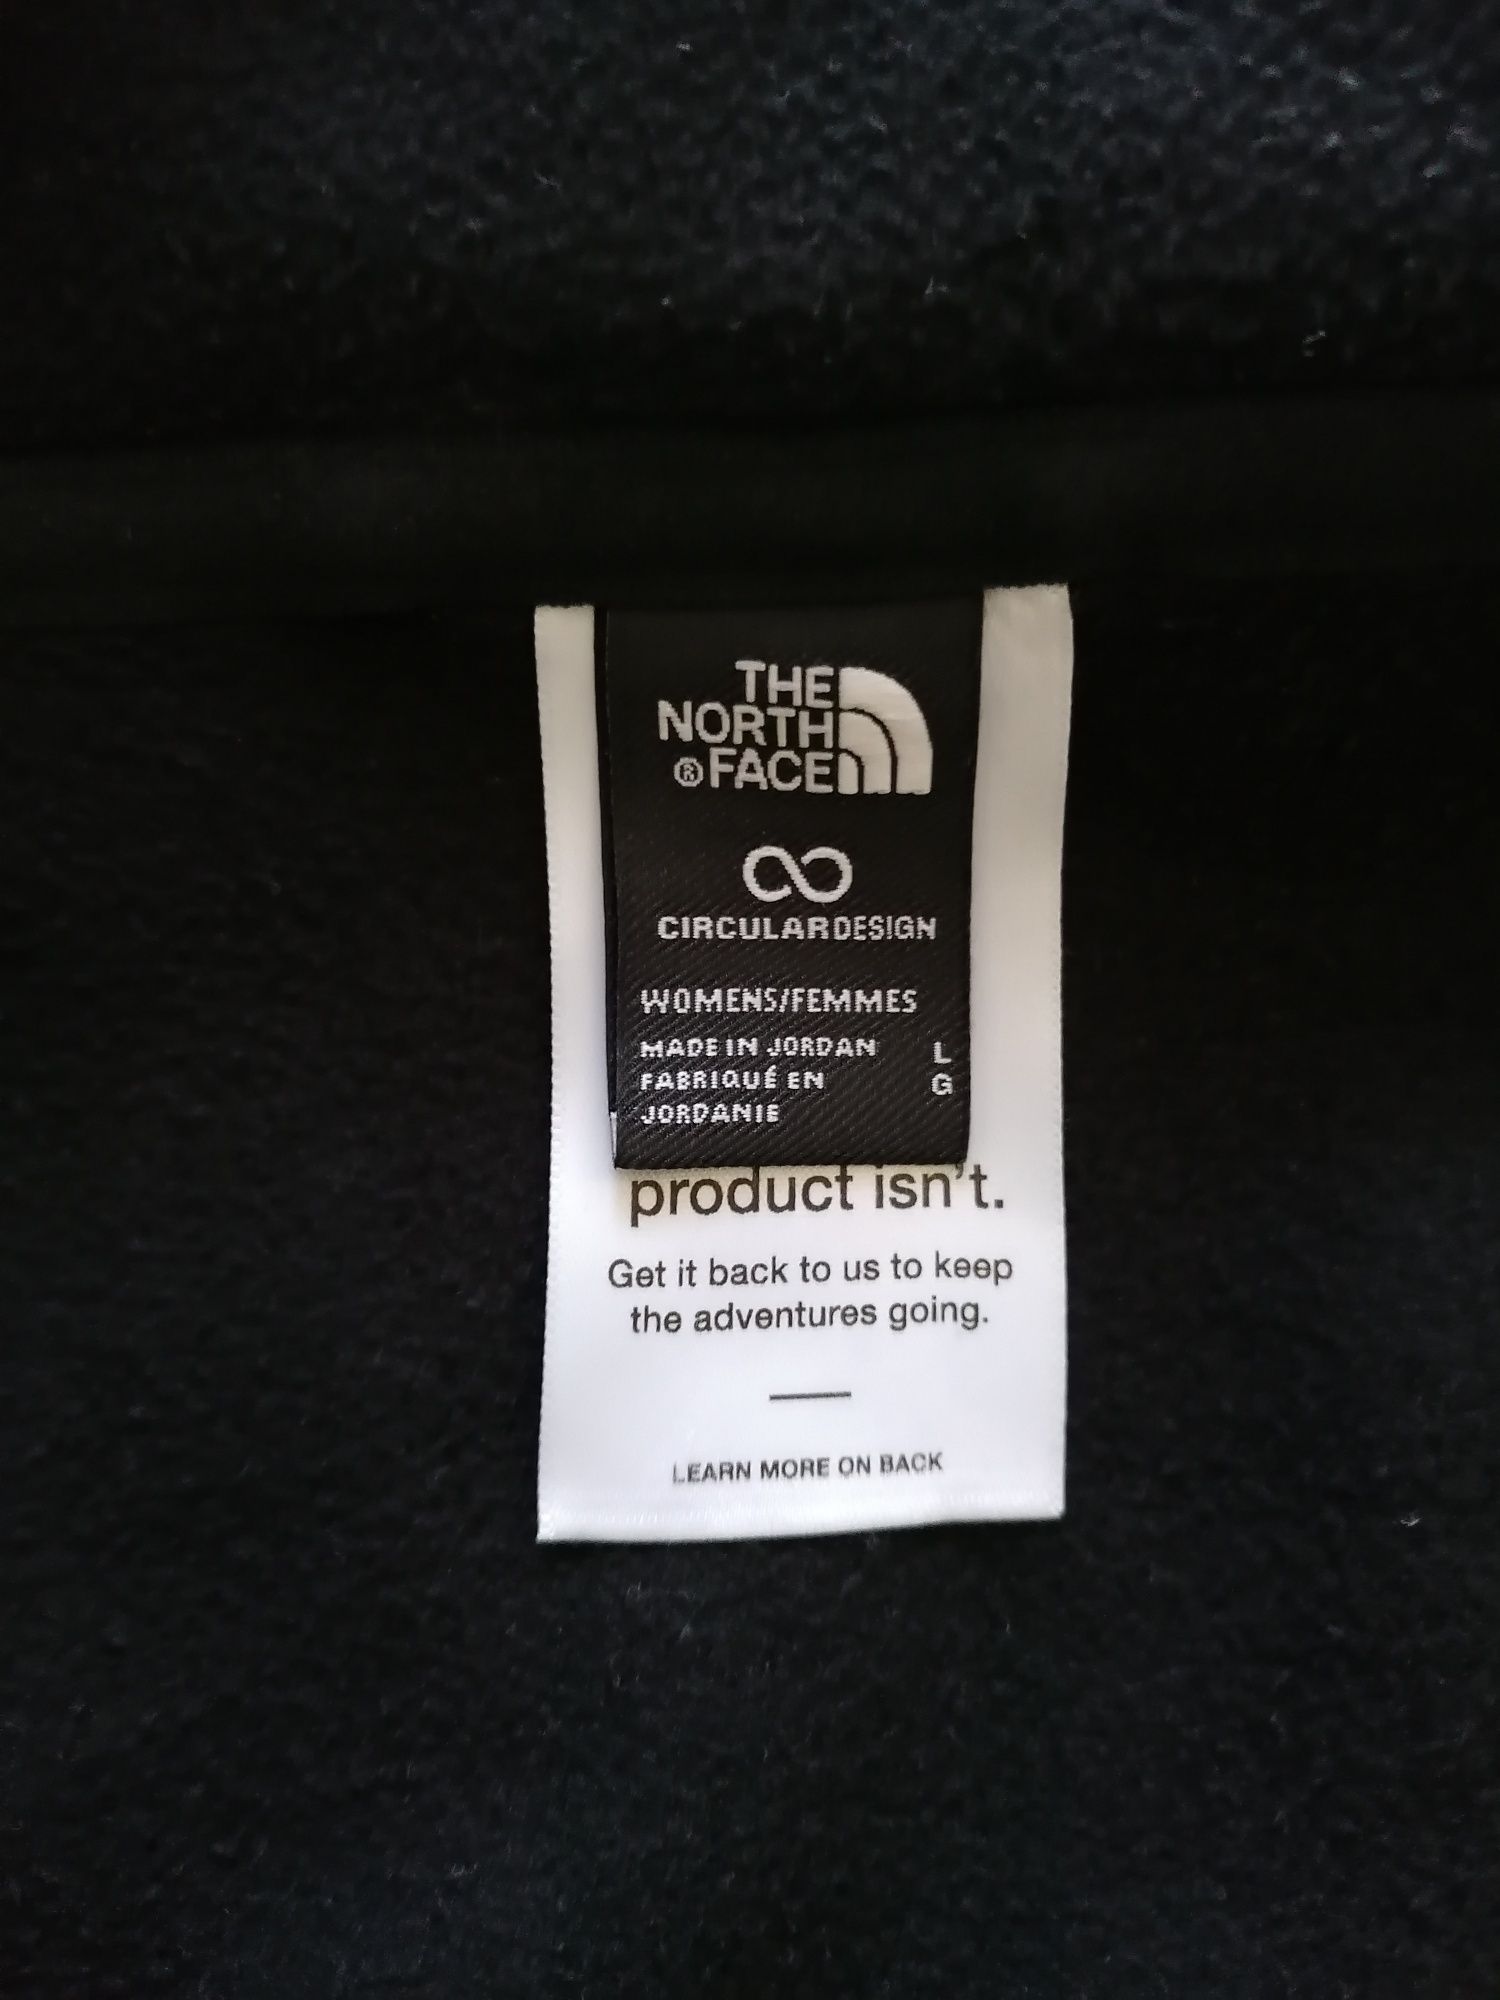 THE
NORTH
®FACE
CIRCULARDESIGN
WOMENS/FEMMES
MADE IN JORDAN L
FABRIQUÉ EN G
JORDANIE
product isn't.
Get it back to us to keep
the adventures going.
LEARN MORE ON BACK